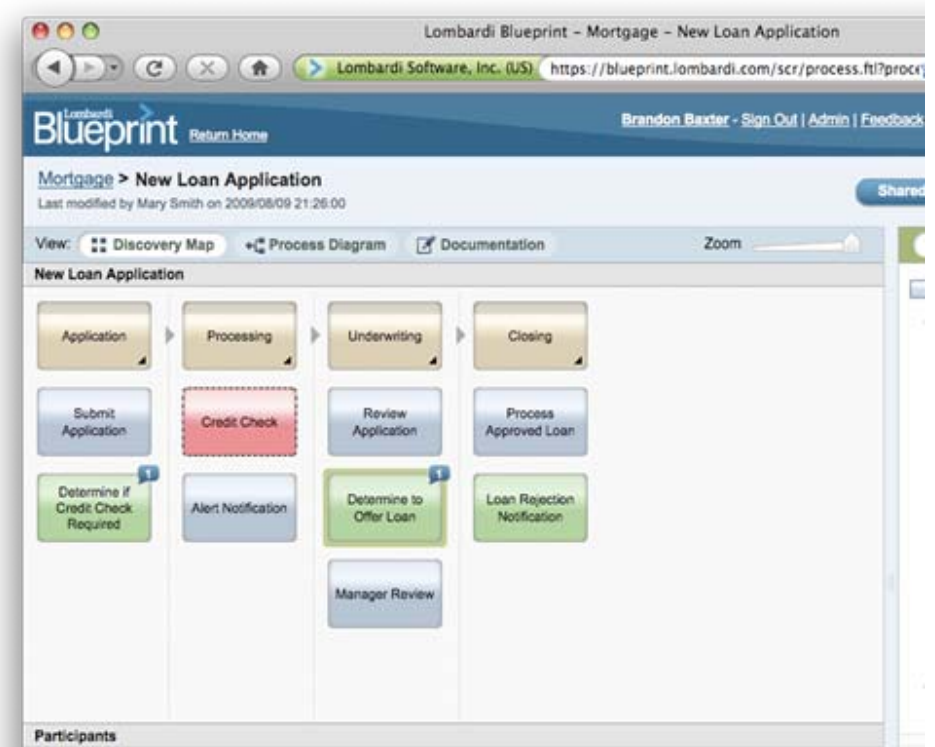 Lombardi Blueprint – Mortgage – New Loan Application
Lombardi Software, Inc. (US) https://blueprint.lombardi.com/scr/process.ftl?proce
Lombardi
Blueprint Return Home
Brandon Baxter - Sign Out | Admin | Feedback
Mortgage > New Loan Application
Last modified by Mary Smith on 2009/08/09 21:26:00
Shared
View: Discovery Map Process Diagram Documentation Zoom
New Loan Application
Application Processing Underwriting Closing
Submit
Application
Credit Check
Review
Application
Process
Approved Loan
1
Determine if
Credit Check
Required
Alert Notification
1
Determine to
Offer Loan
Loan Rejection
Notification
Manager Review
Participants